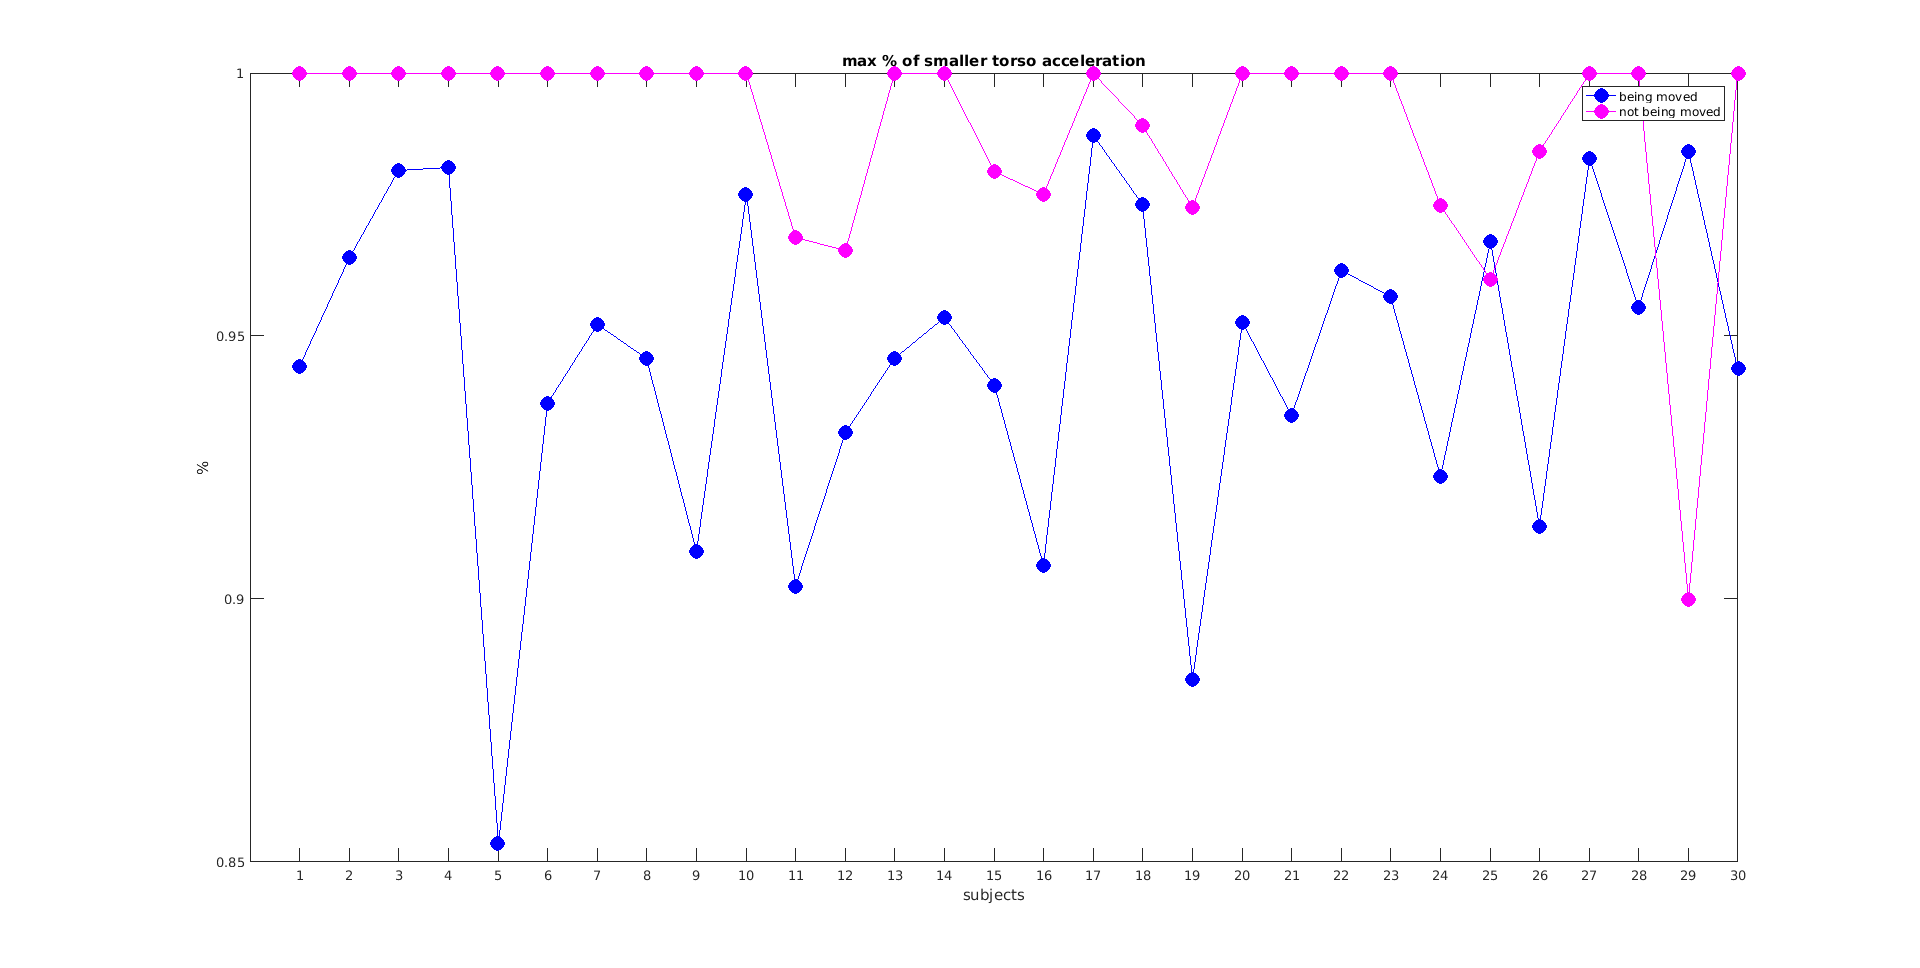 max % of smaller torso acceleration
1
being moved
not being moved
0.95
%
0.9
0.85
1 2 3 4 5 6 7 8 9 10 11 12 13 14 15 16 17 18 19 20 21 22 23 24 25 26 27 28 29 30
subjects